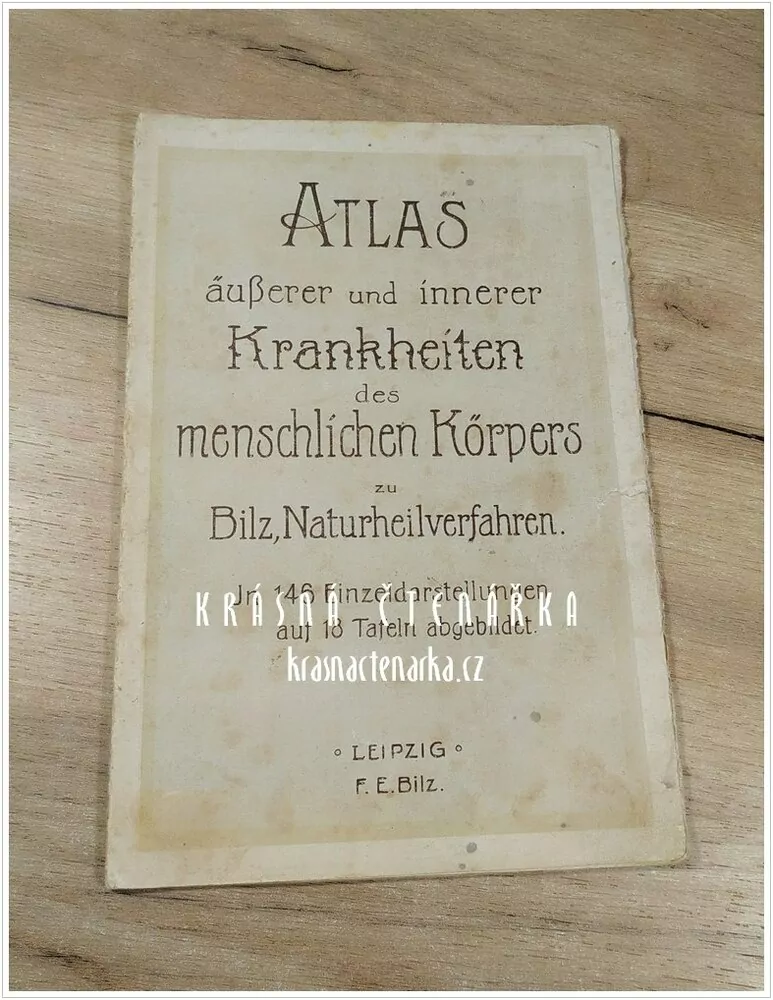 ATLAS
äußerer und innerer
Krankheiten
des
menschlichen Körpers
zu
Bilz, Naturheilverfahren.
In 146 Einzeldarstellungen
KRÁSNÁ ČTENÁŘKA
auf 18 Tafeln abgebildet.
krasnactenarka.cz
LEIPZIG
F. E. Bilz.